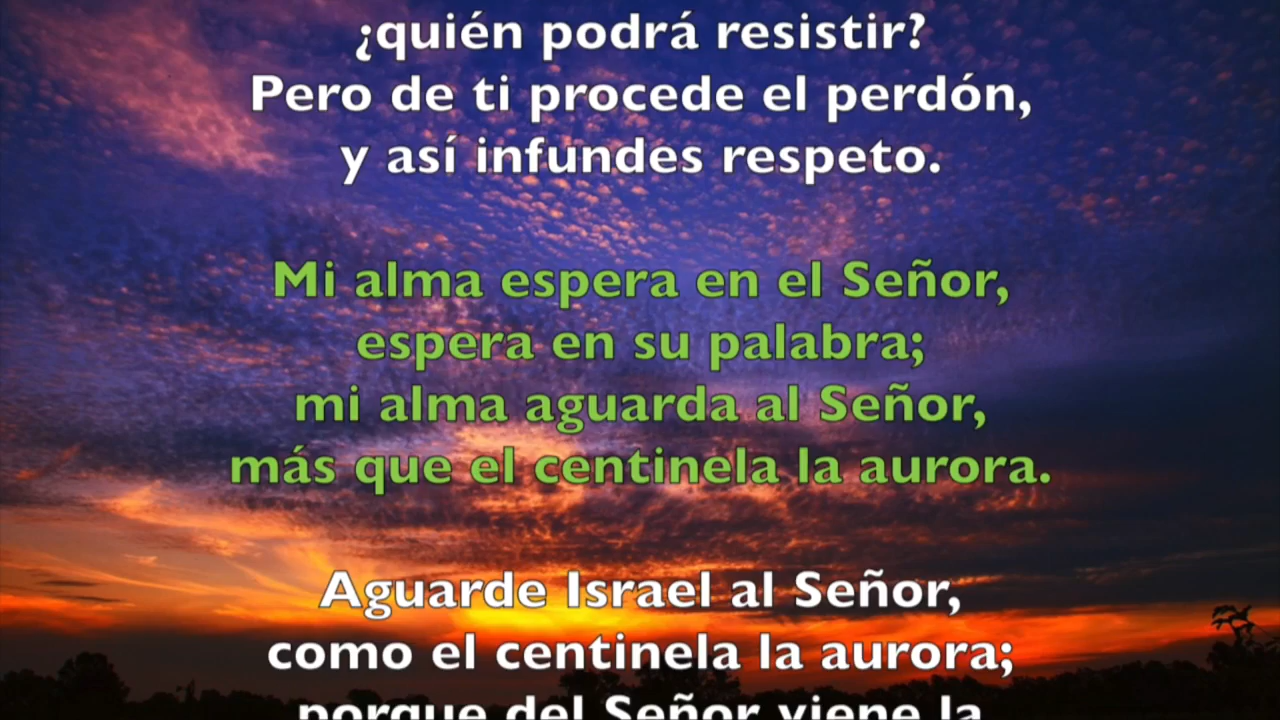 ¿quién podrá resistir?
Pero de ti procede el perdón,
y así infundes respeto.
Mi alma espera en el Señor,
espera en su palabra;
mi alma aguarda al Señor,
más que el centinela la aurora.
Aguarde Israel al Señor,
como el centinela la aurora;
porque del Señor viene la